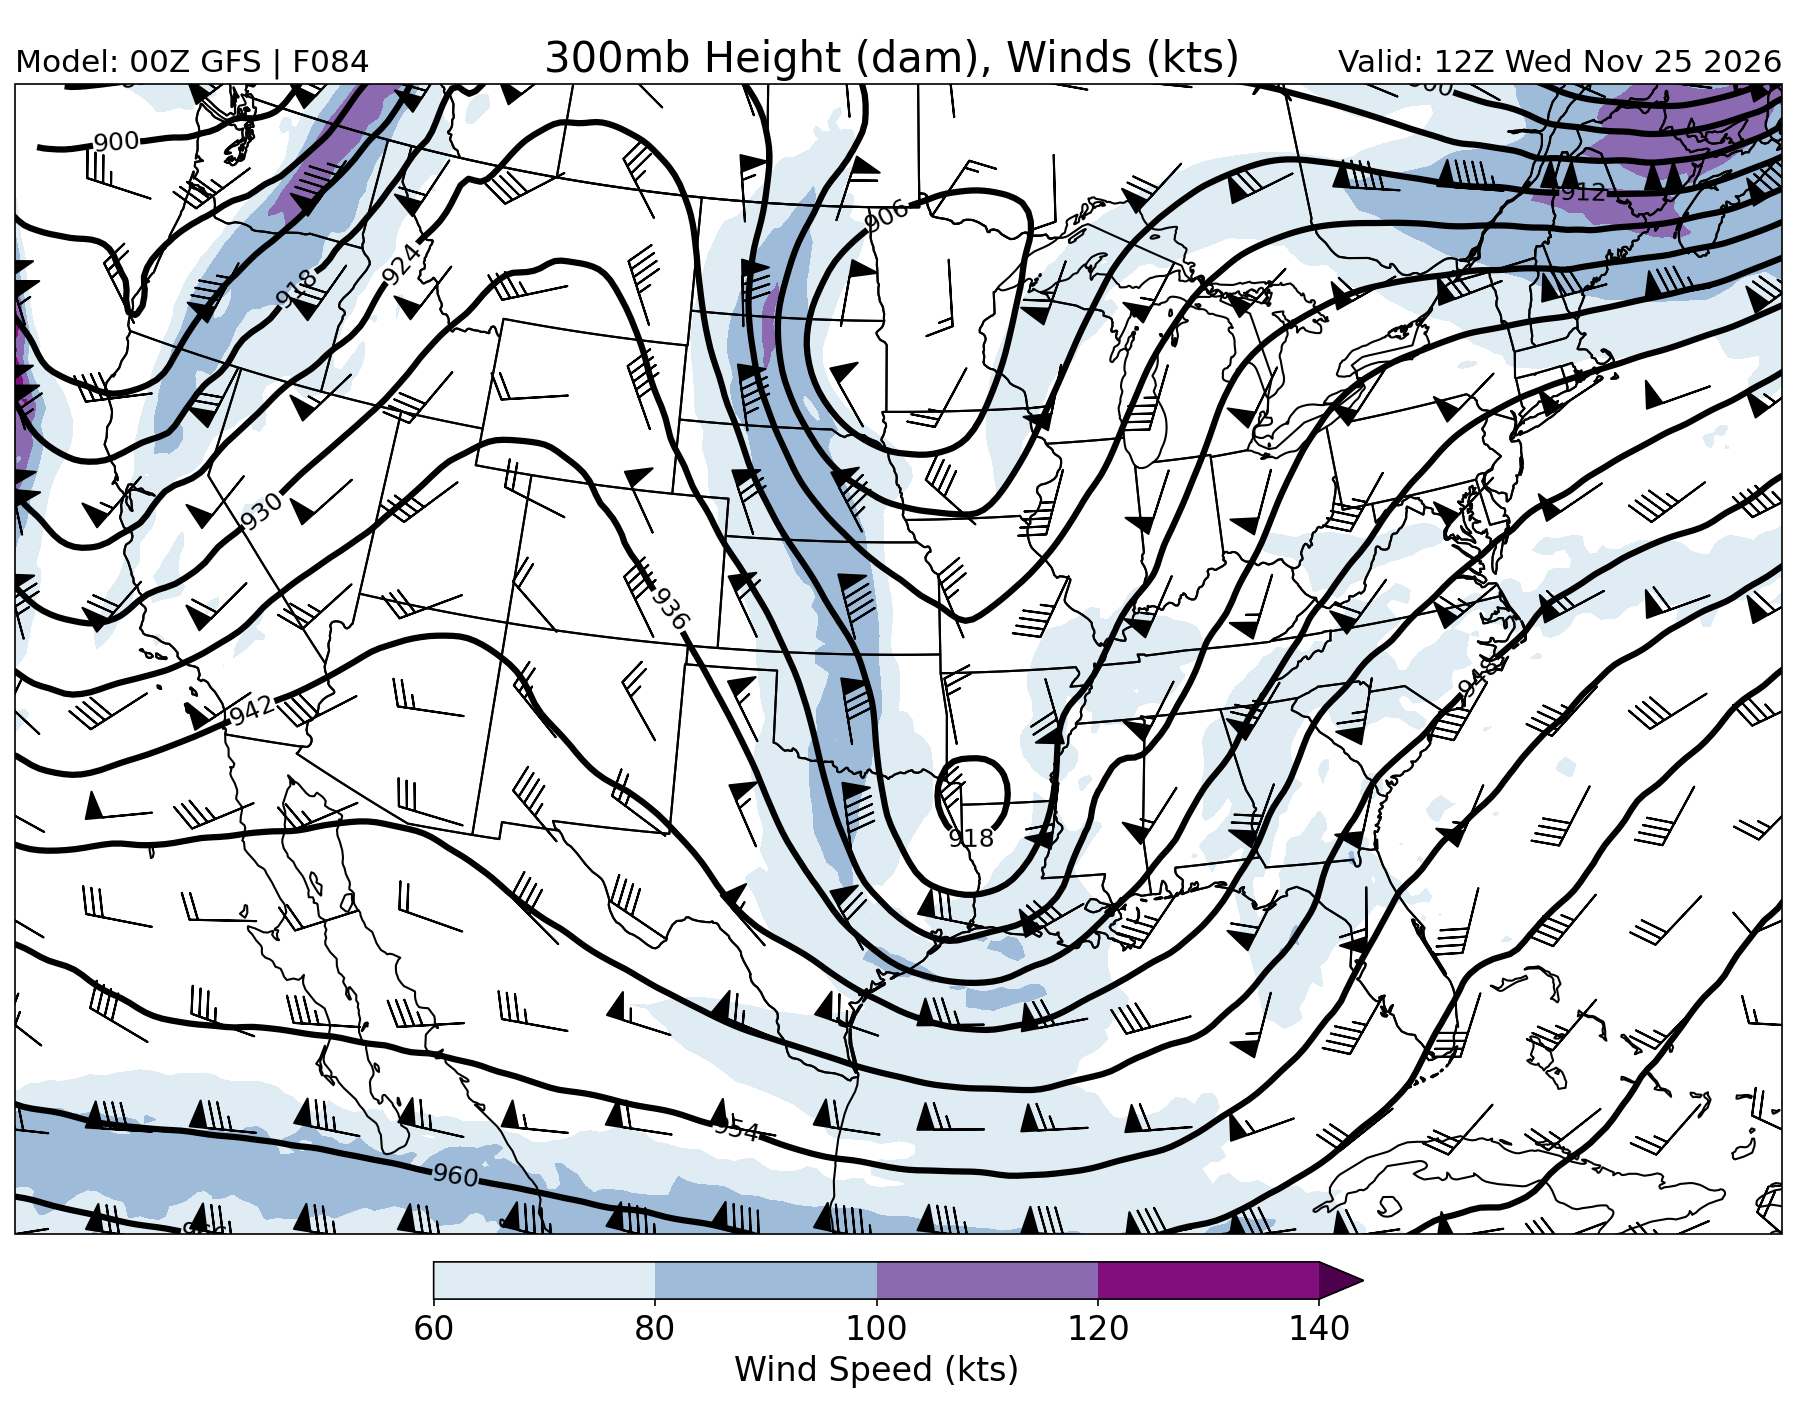 Model: 00Z GFS | F084
300mb Height (dam), Winds (kts)
Valid: 12Z Wed Nov 25 2026
900
912
906
924
918
930
936
948
942
918
954
960
60 80 100 120 140
Wind Speed (kts)